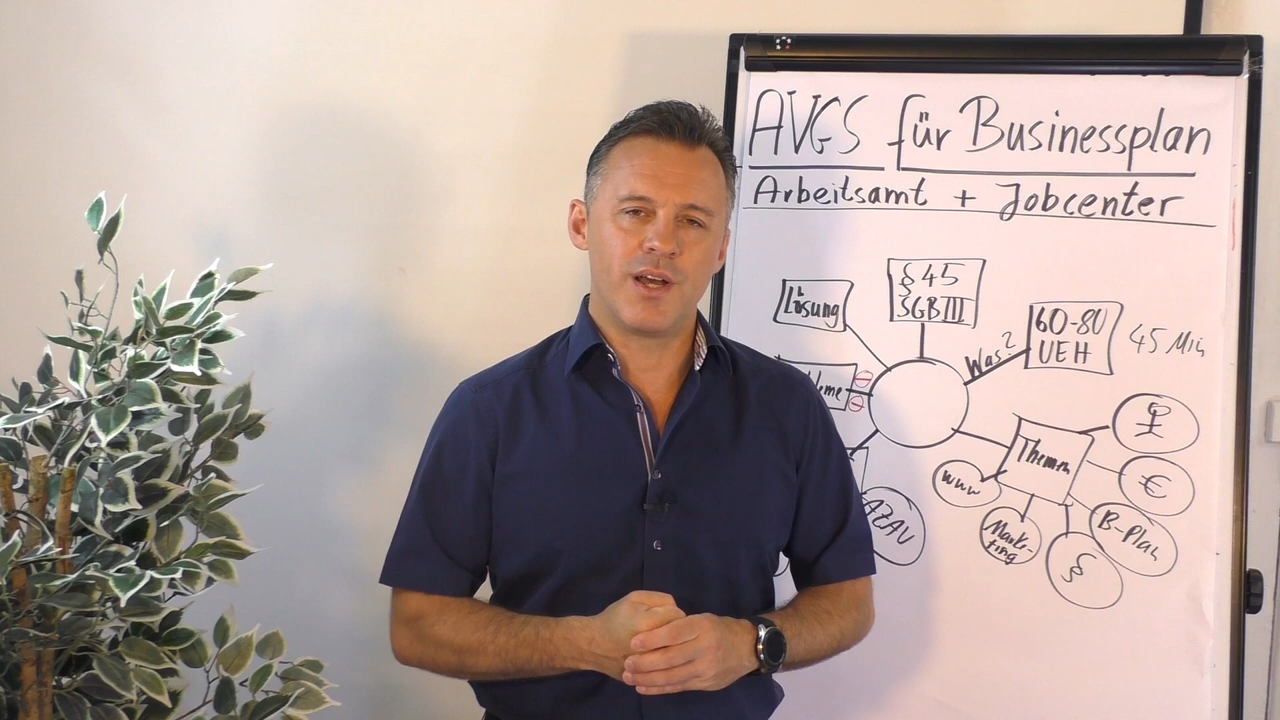 AVGS für Businessplan
Arbeitsamt + Jobcenter
Lösung
§ 45
SGB III
Was?
60-80
UEH
45 Min
Themen
€
www
B-Plan
Marke-
ting
§
AZAV